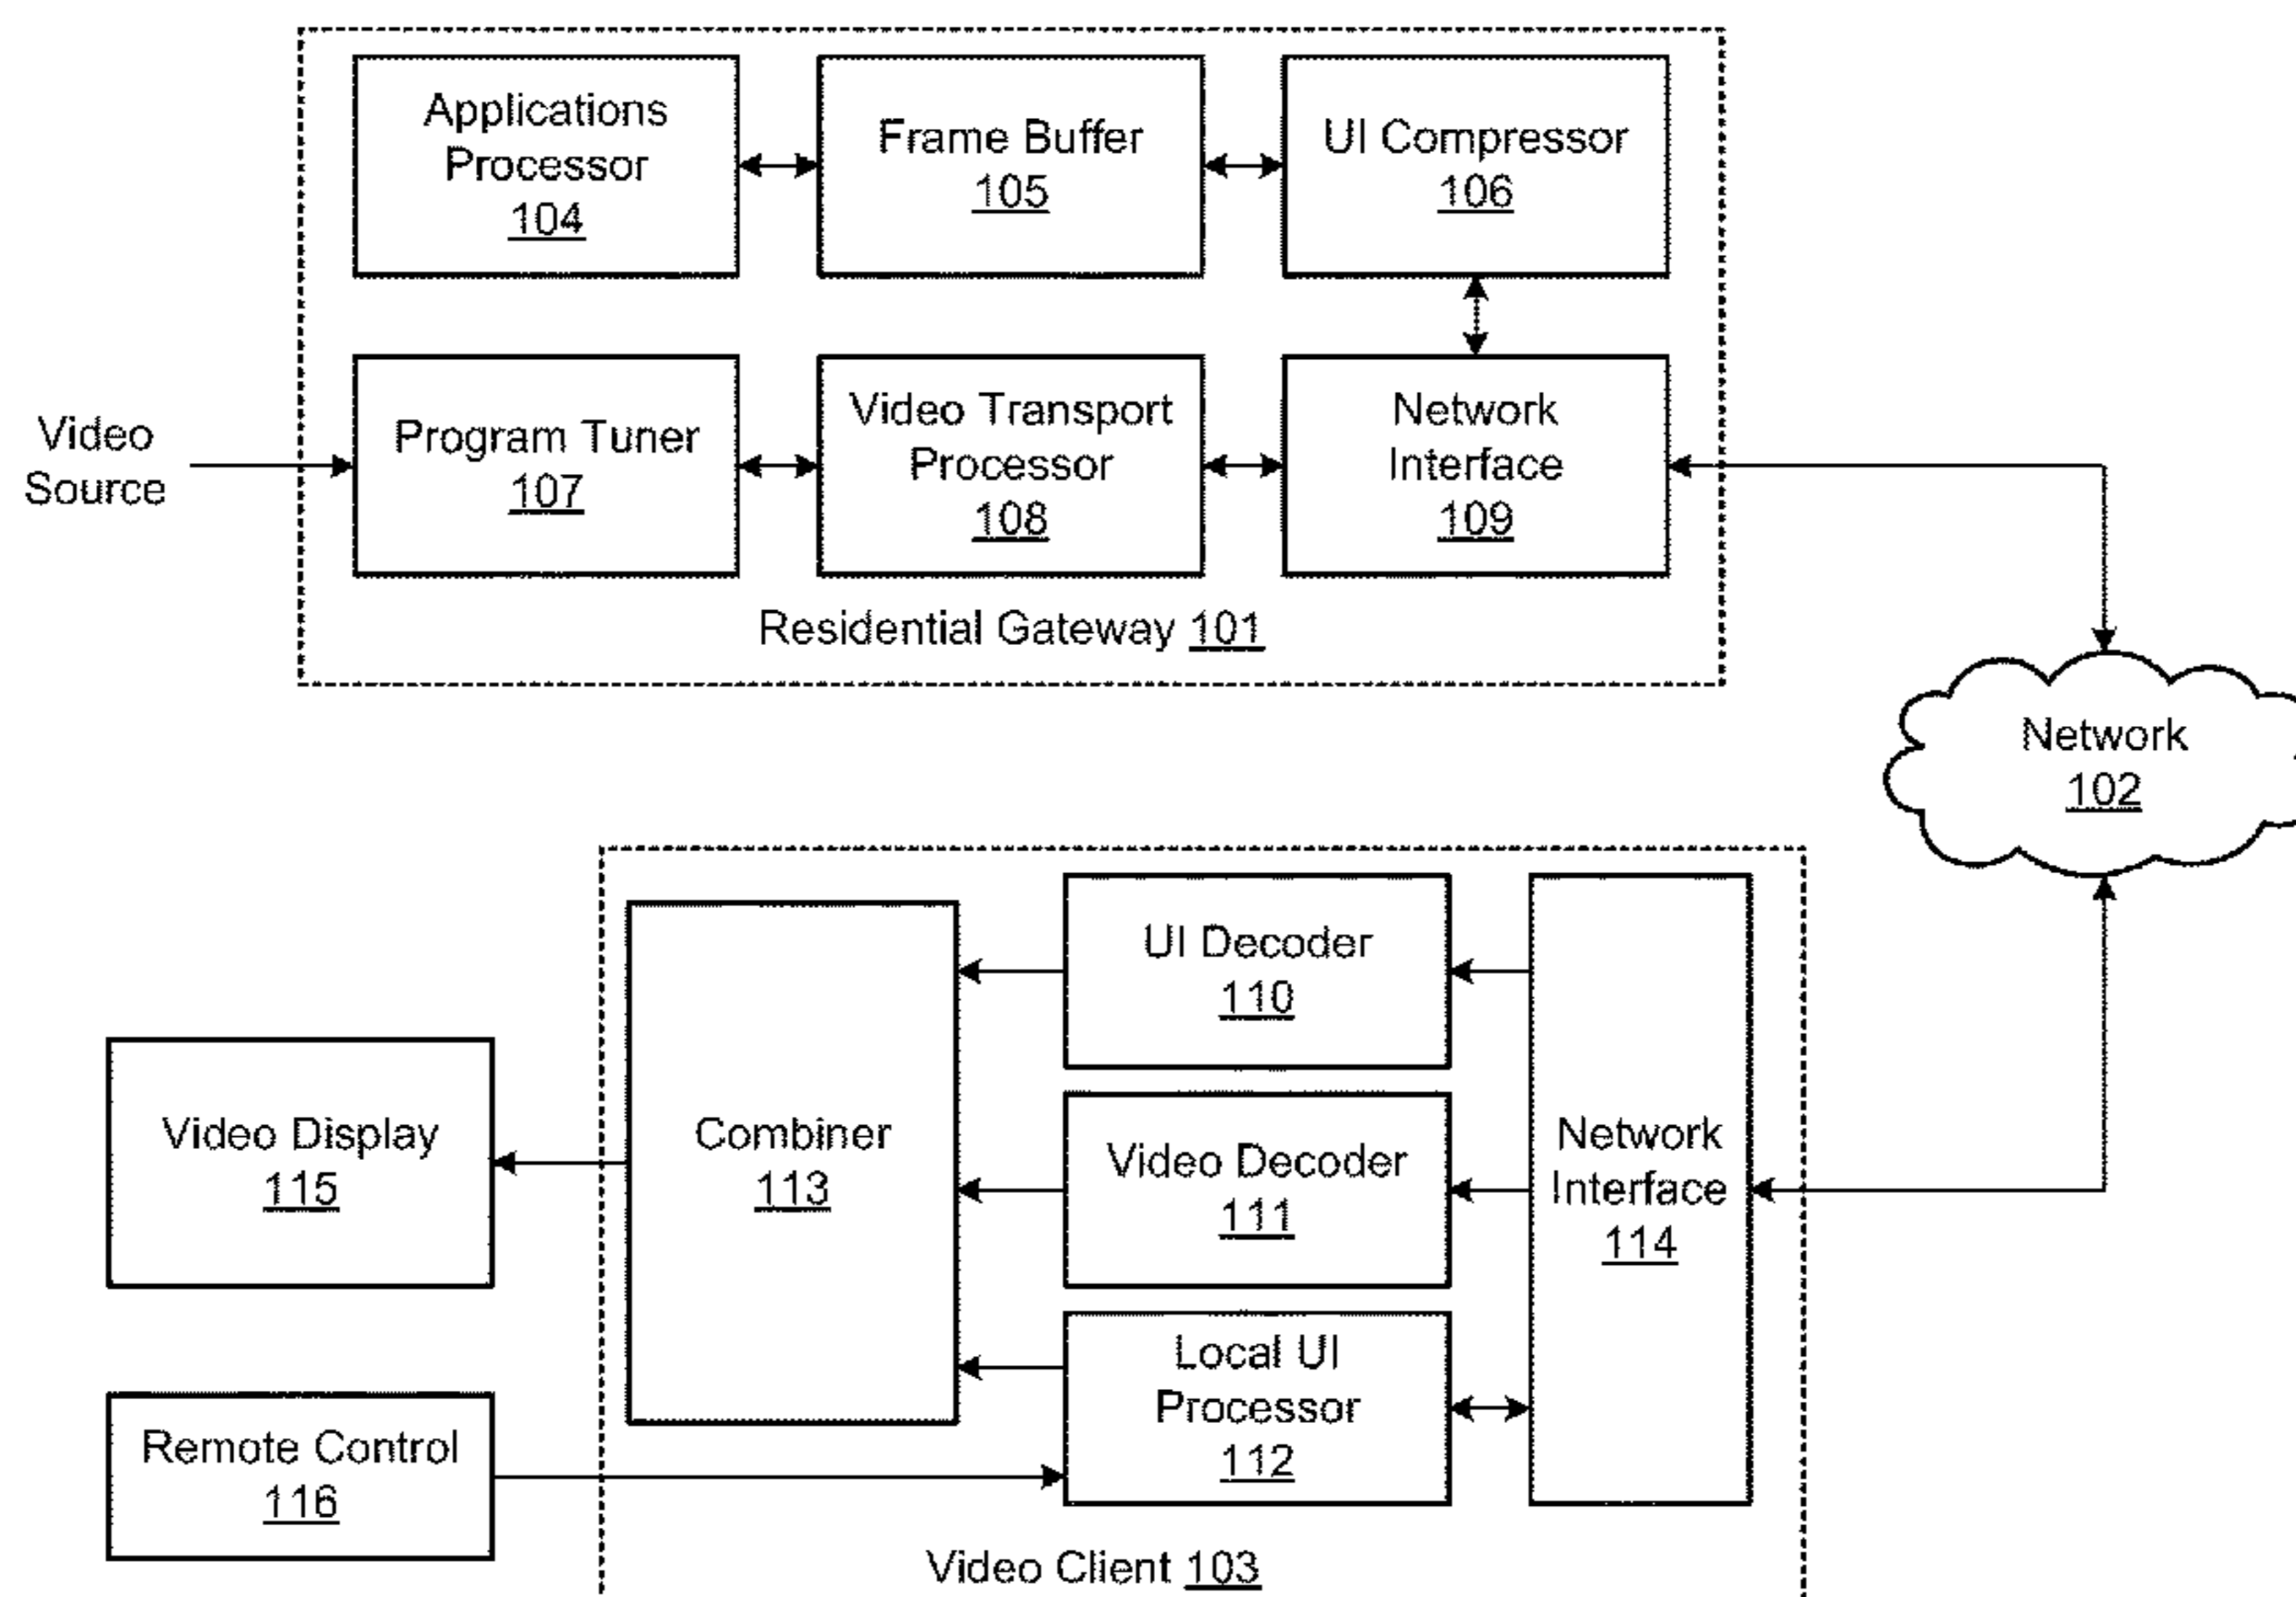 Applications
Processor
104
Frame Buffer
105
UI Compressor
106
Video
Source
Program Tuner
107
Video Transport
Processor
108
Network
Interface
109
Residential Gateway 101
Network
102
UI Decoder
110
Video Display
115
Combiner
113
Video Decoder
111
Network
Interface
114
Local UI
Processor
112
Remote Control
116
Video Client 103